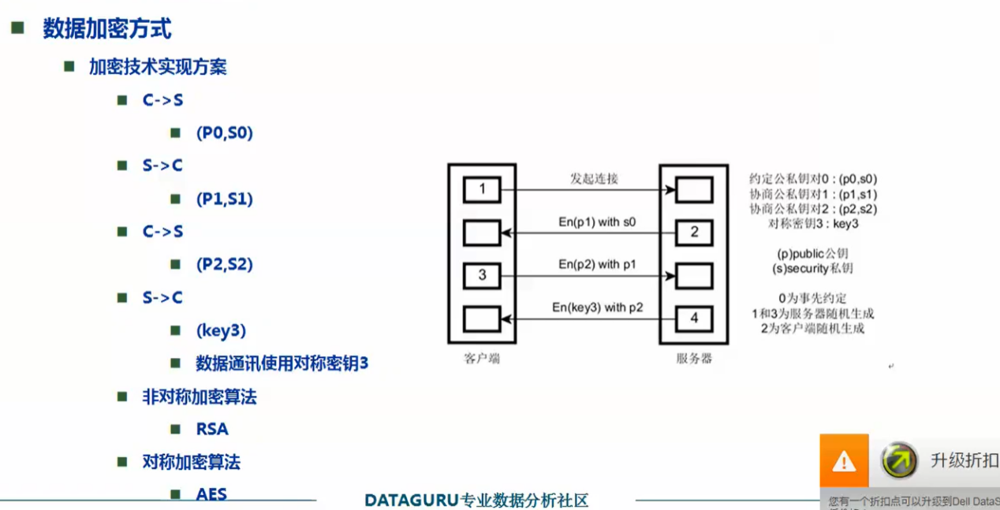 数据加密方式
加密技术实现方案
C->S
(P0,S0)
S->C
(P1,S1)
C->S
(P2,S2)
S->C
(key3)
数据通讯使用对称密钥3
非对称加密算法
RSA
对称加密算法
AES
1
发起连接
En(p1) with s0
2
3
En(p2) with p1
En(key3) with p2
4
客户端
服务器
约定公私钥对0 : (p0,s0)
协商公私钥对1 : (p1,s1)
协商公私钥对2 : (p2,s2)
对称密钥3 : key3
(p)public公钥
(s)security私钥
0为事先约定
1和3为服务器随机生成
2为客户端随机生成
DATAGURU专业数据分析社区
升级折扣
您有一个折扣点可以升级到Dell DataS